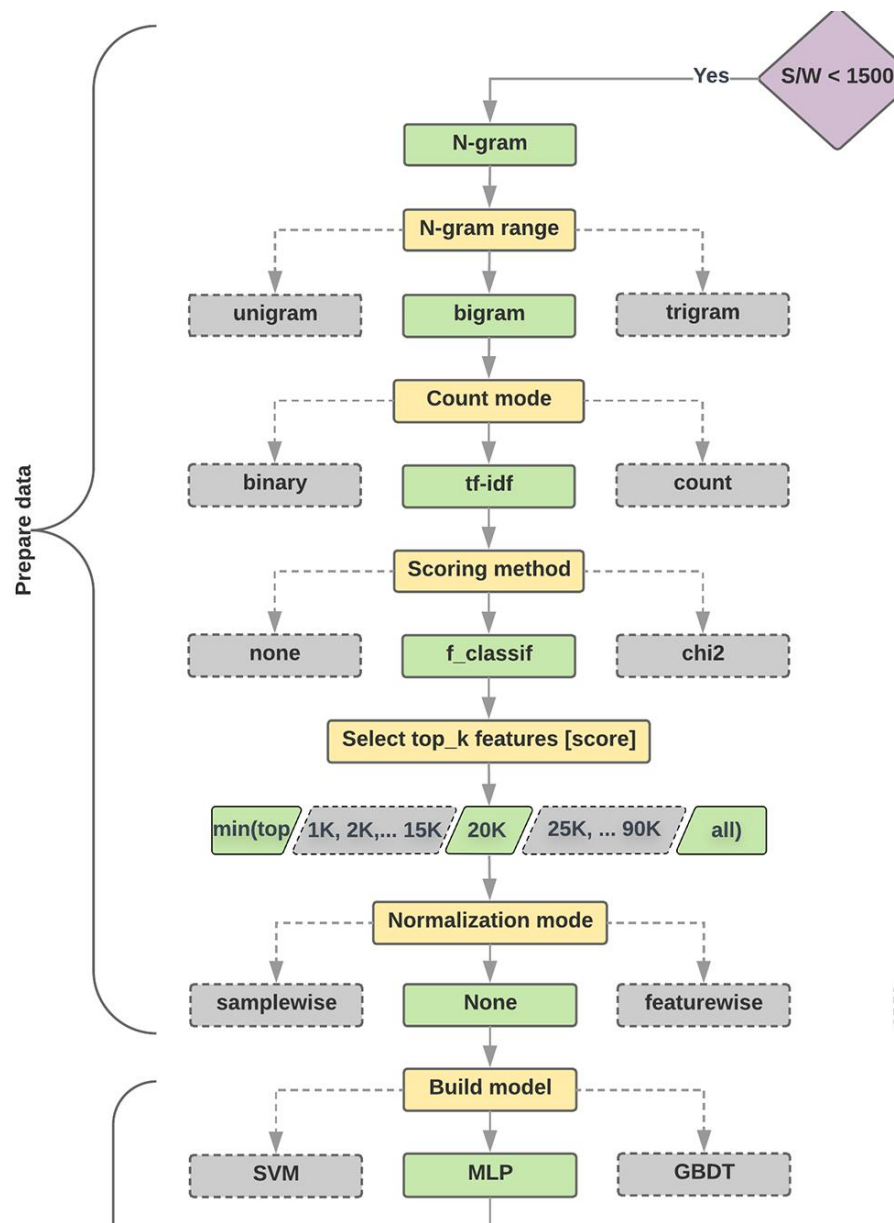 S/W < 1500
Yes
N-gram
N-gram range
unigram
bigram
trigram
Count mode
binary
tf-idf
count
Prepare data
Scoring method
none
f_classif
chi2
Select top_k features [score]
min(top 1K, 2K,... 15K 20K 25K, ... 90K all)
Normalization mode
samplewise
None
featurewise
Build model
SVM
MLP
GBDT